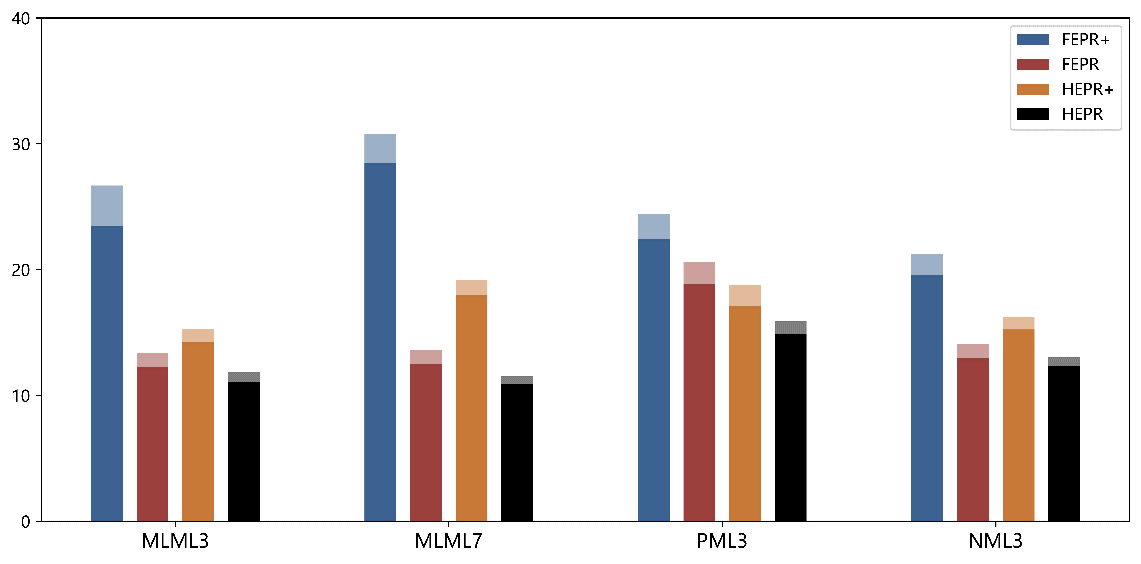 40
30
20
10
0
FEPR+
FEPR
HEPR+
HEPR
MLML3 MLML7 PML3 NML3